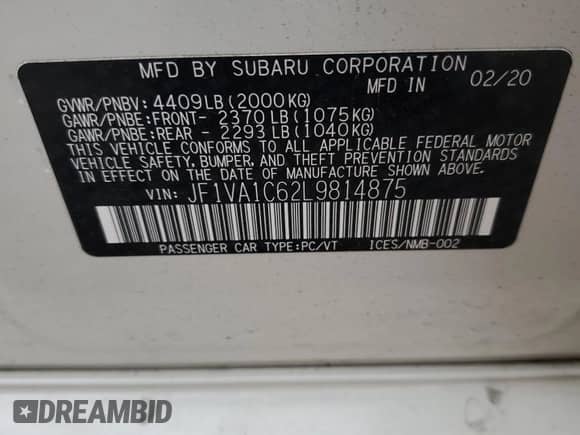 MFD BY SUBARU CORPORATION
MFD IN 02/20
GVWR/PNBV: 4409LB(2000KG)
GAWR/PNBE:FRONT- 2370LB(1075KG)
GAWR/PNBE:REAR - 2293LB(1040KG)
THIS VEHICLE CONFORMS TO ALL APPLICABLE FEDERAL MOTOR
VEHICLE SAFETY, BUMPER, AND THEFT PREVENTION STANDARDS
IN EFFECT ON THE DATE OF MANUFACTURE SHOWN ABOVE
VIN: JF1VA1C62L9814875
PASSENGER CAR TYPE:PC/VT ICES/NMB-002
DREAMBID